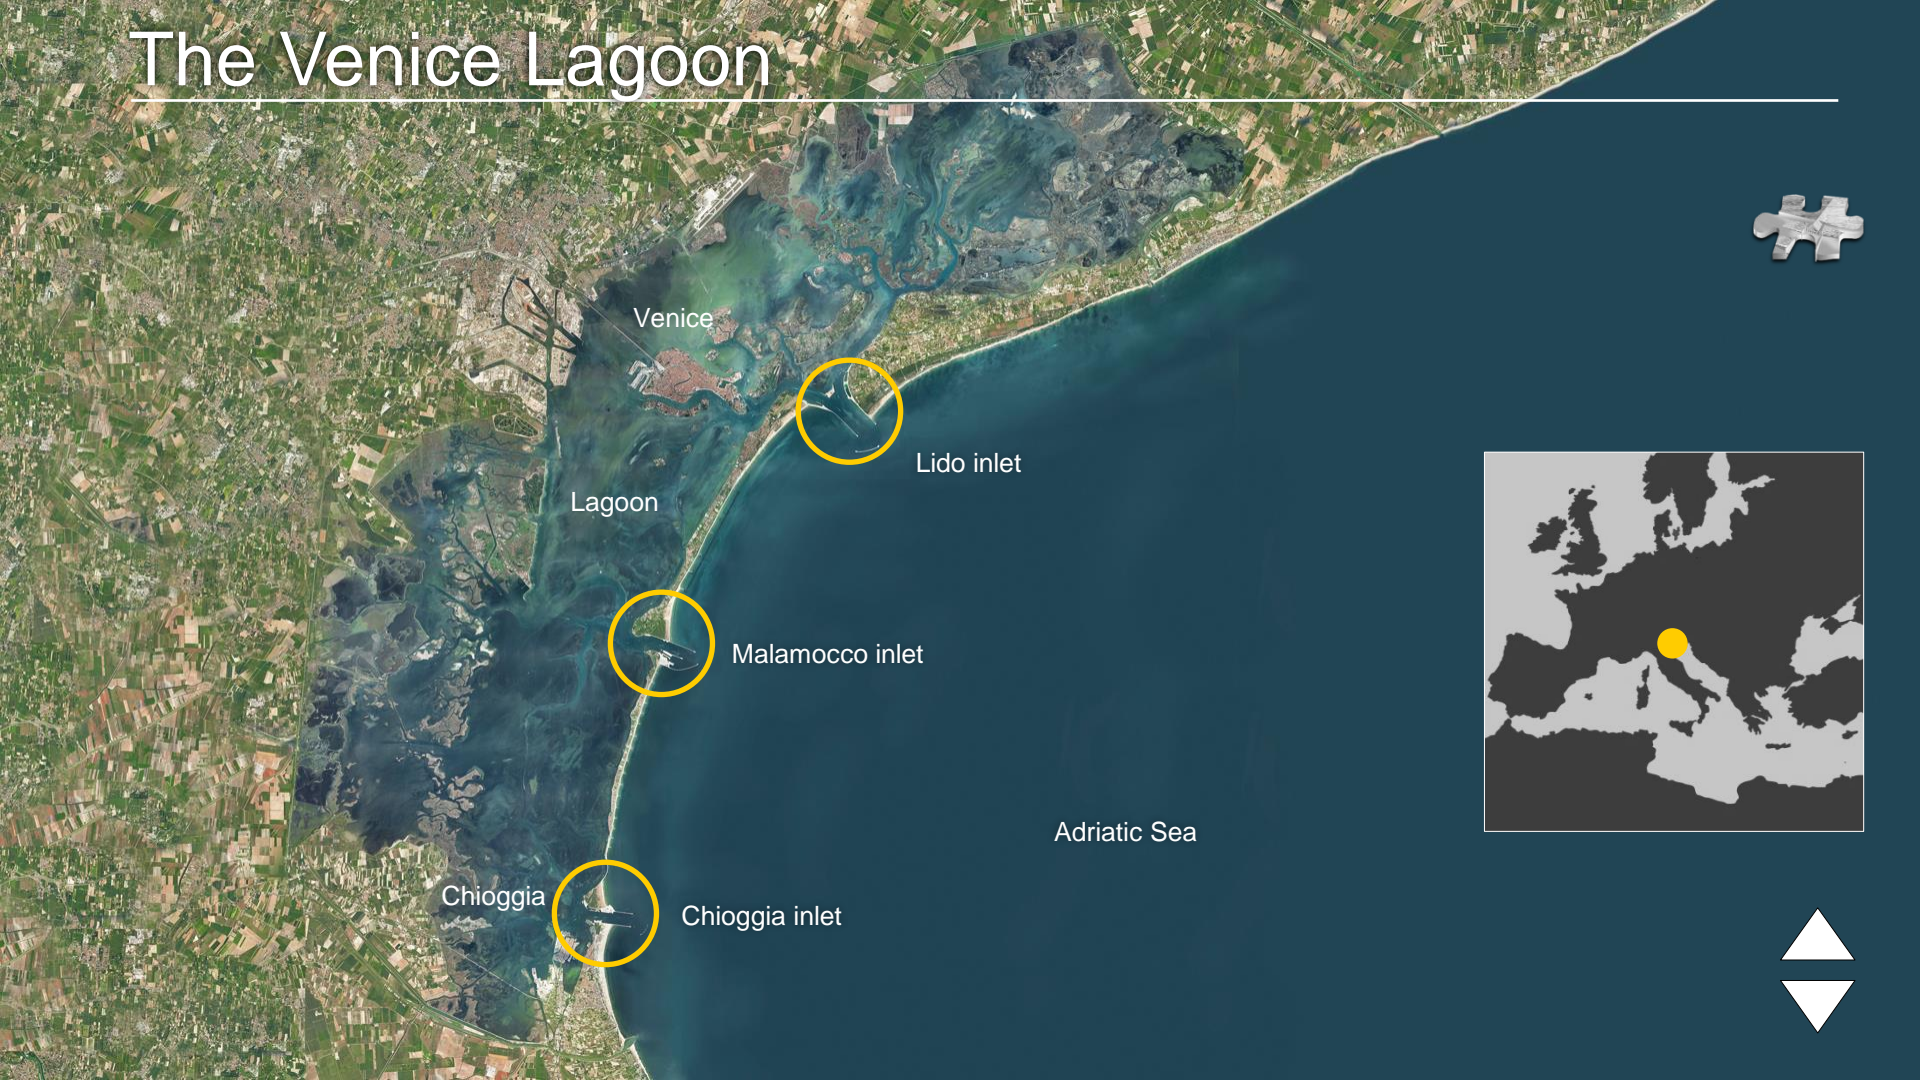 The Venice Lagoon
Venice
Lido inlet
Lagoon
Malamocco inlet
Adriatic Sea
Chioggia
Chioggia inlet